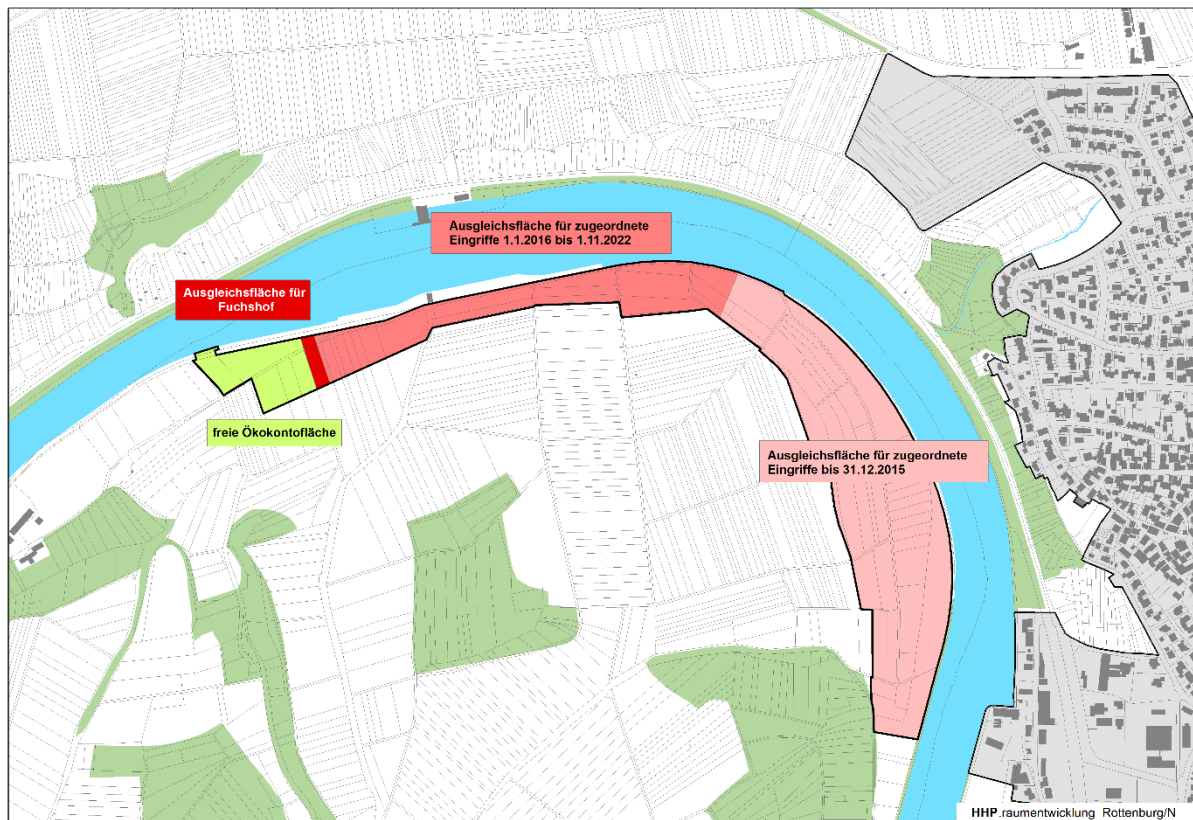 Ausgleichsfläche für zugeordnete
Eingriffe 1.1.2016 bis 1.11.2022
Ausgleichsfläche für
Fuchshof
freie Ökokontofläche
Ausgleichsfläche für zugeordnete
Eingriffe bis 31.12.2015
HHP.raumentwicklung Rottenburg/N